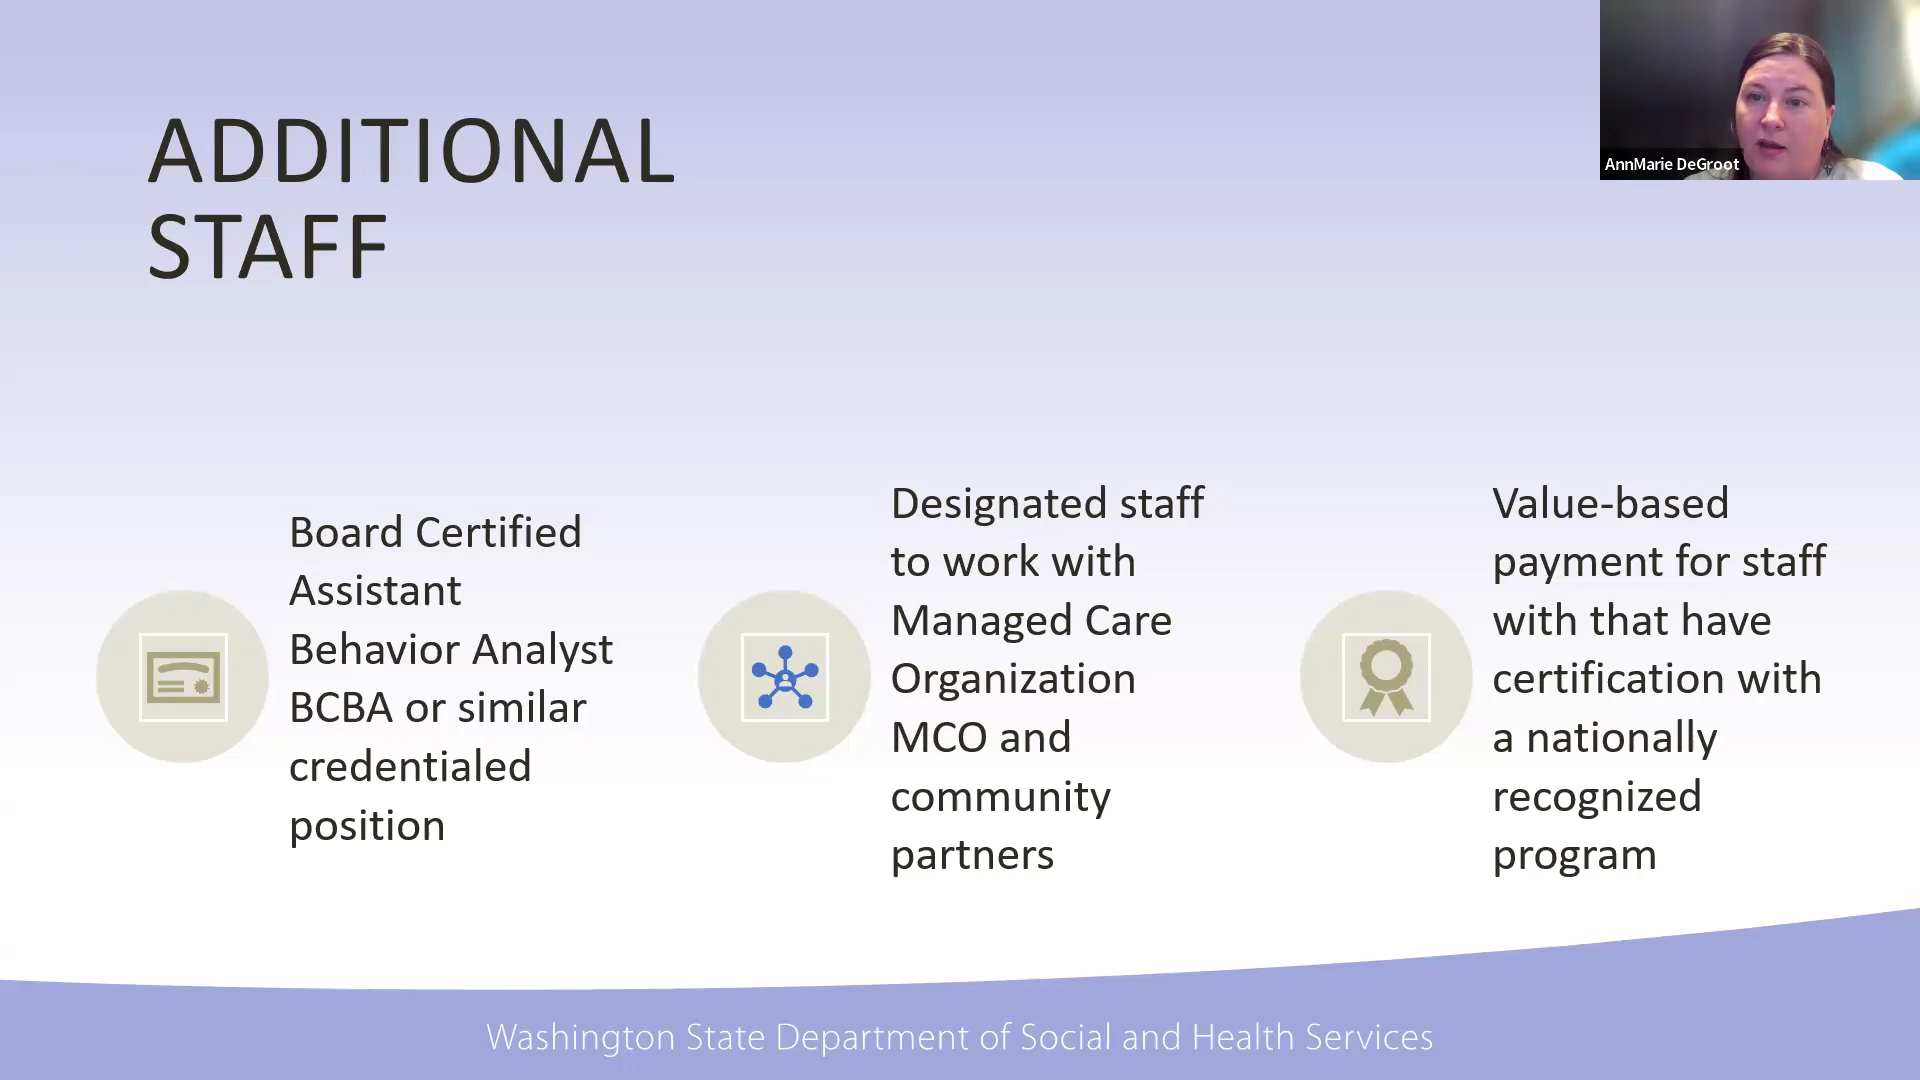 ADDITIONAL
STAFF
AnnMarie DeGroot
Board Certified
Assistant
Behavior Analyst
BCBA or similar
credentialed
position
Designated staff
to work with
Managed Care
Organization
MCO and
community
partners
Value-based
payment for staff
with that have
certification with
a nationally
recognized
program
Washington State Department of Social and Health Services